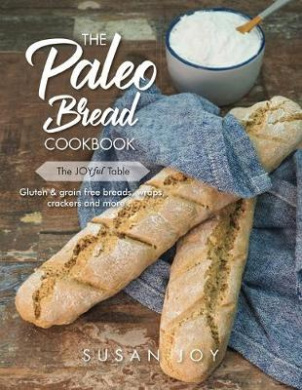 THE
Paleo
Bread
COOKBOOK
The JOYful Table
Gluten & grain free breads, wraps,
crackers and more
SUSAN JOY